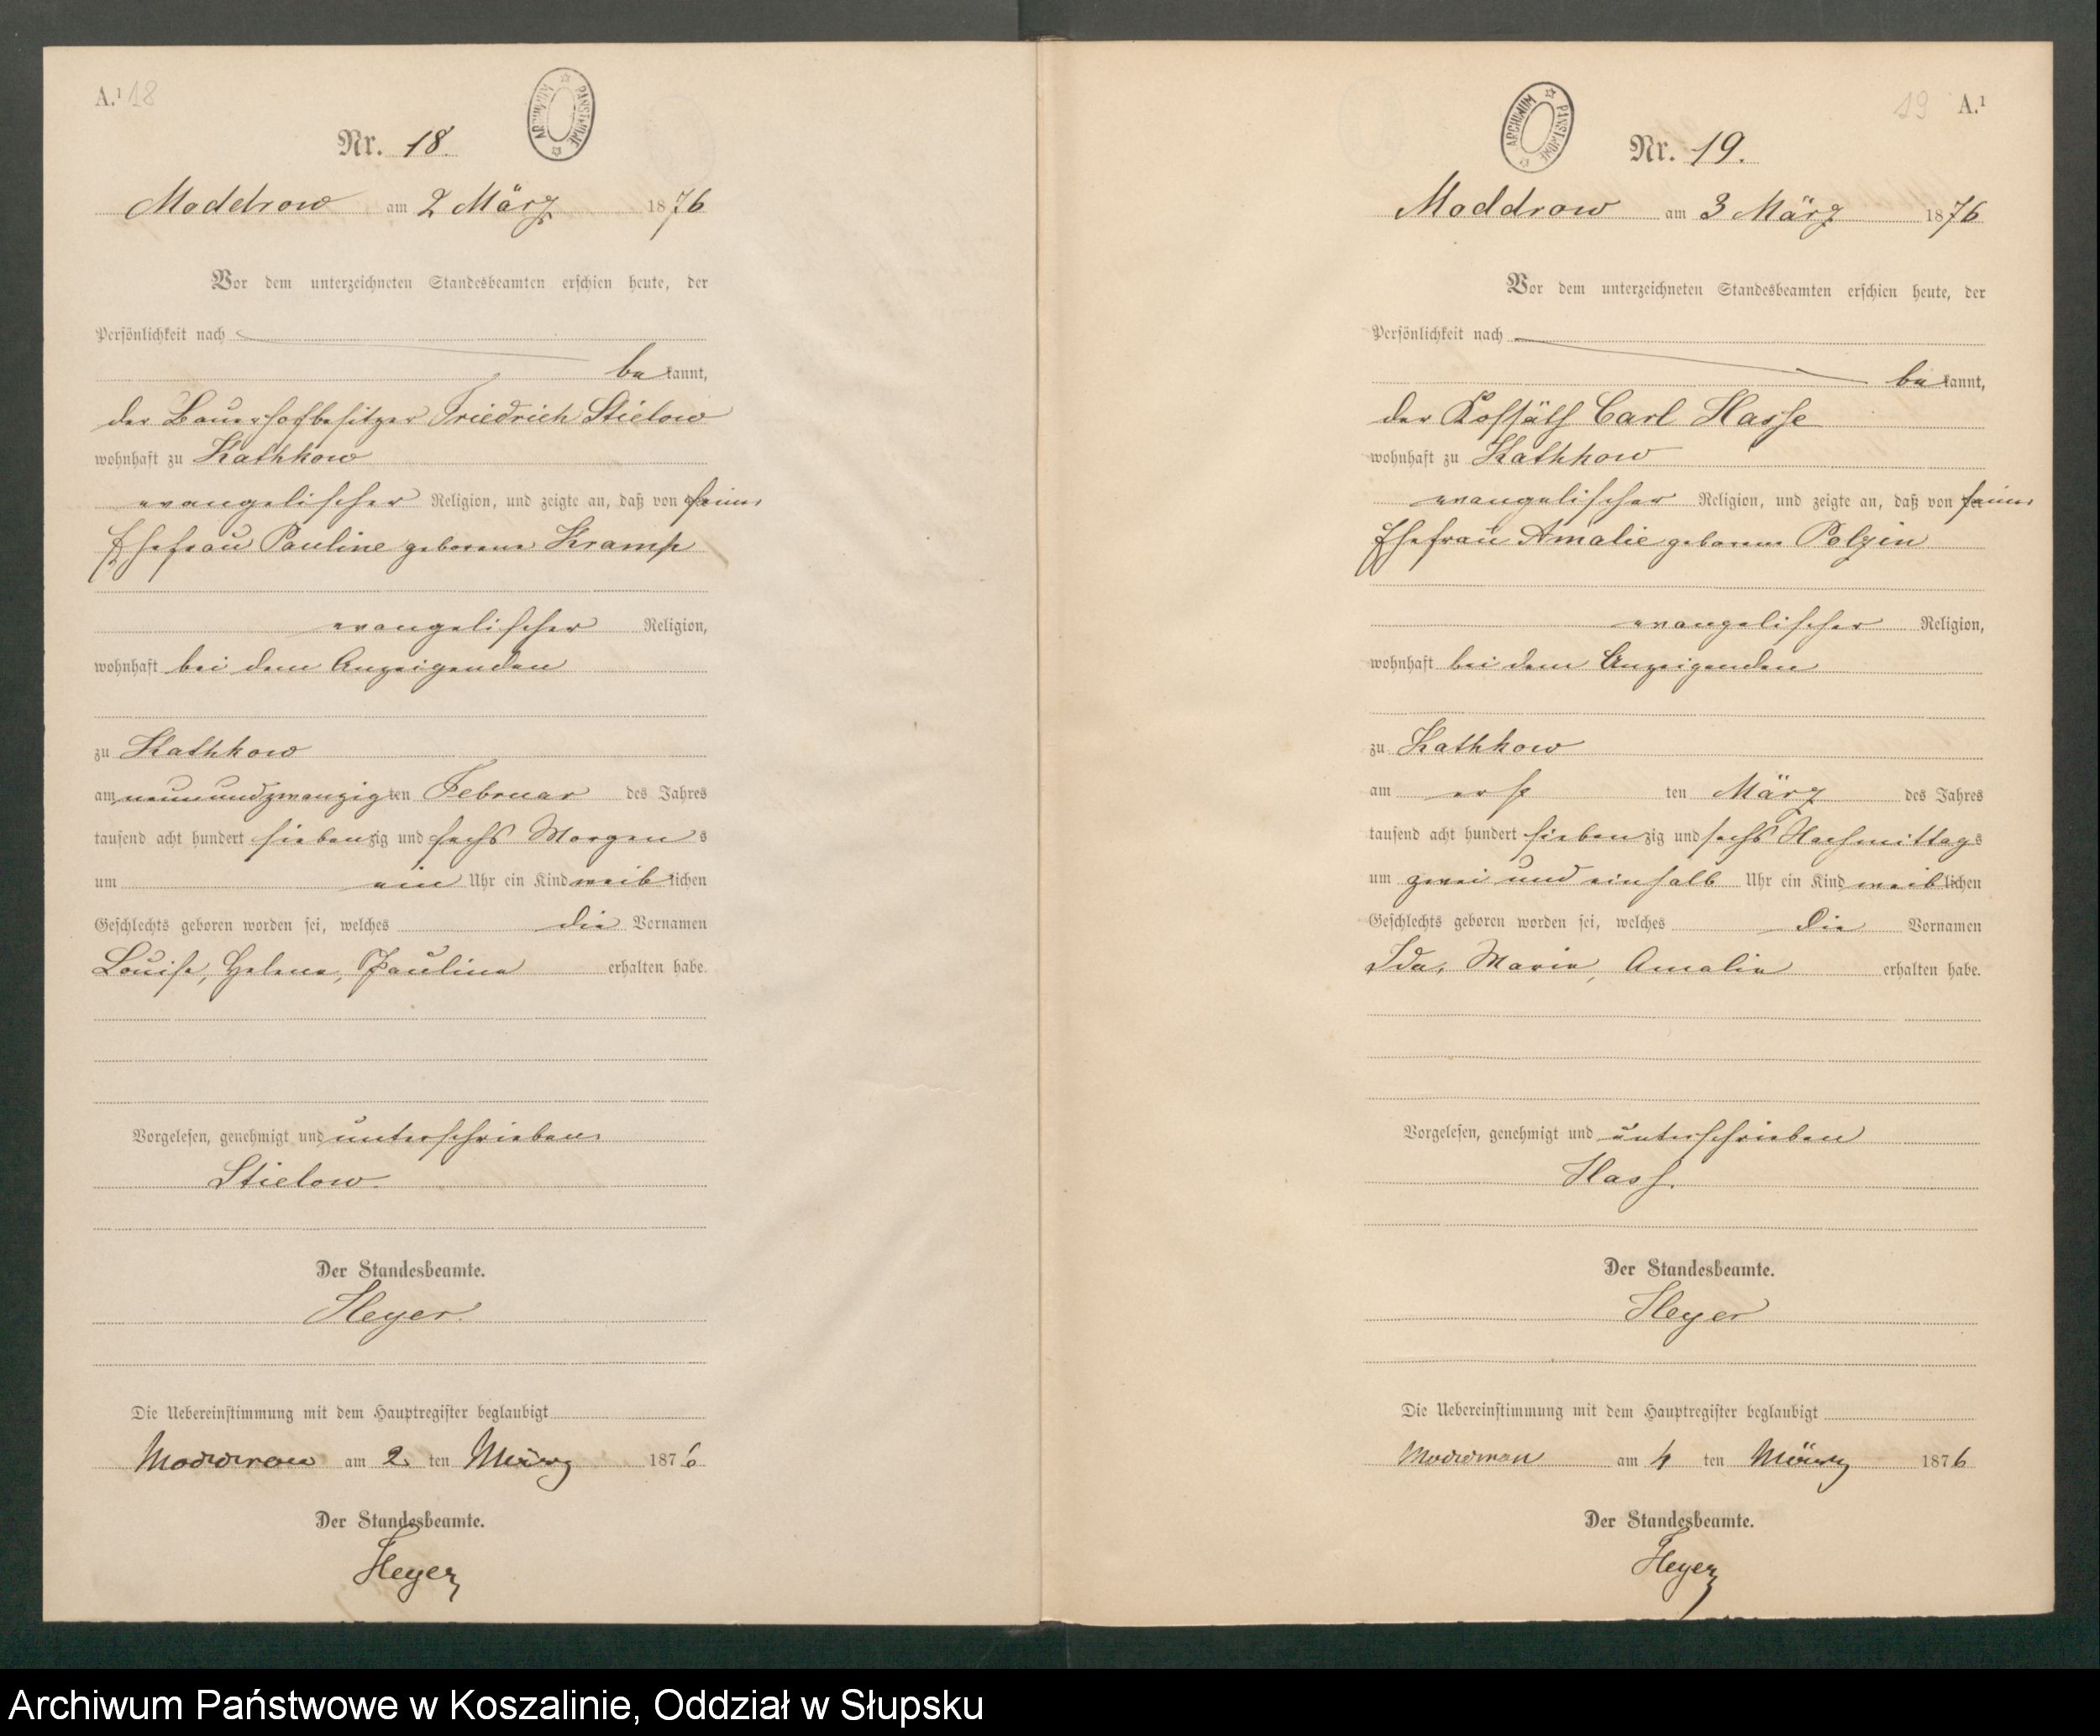 A.¹ 18
ARCHIWUM PAŃSTWOWE
Nr. 18.
Moddrow am 2 März 1876
Vor dem unterzeichneten Standesbeamten erschien heute, der
Persönlichkeit nach
bekannt,
der Bauerhofbesitzer Friedrich Stielow
wohnhaft zu Kathkow
evangelischer Religion, und zeigte an, daß von seiner
Ehefrau Pauline geborene Kramp
evangelischer Religion,
wohnhaft bei dem Anzeigenden
zu Kathkow
am neunundzwanzigten Februar des Jahres
tausend acht hundert siebenzig und sechs Morgens
um ein Uhr ein Kind weiblichen
Geschlechts geboren worden sei, welches die Vornamen
Louise, Helene, Pauline erhalten habe.
Vorgelesen, genehmigt und unterschrieben
Stielow.
Der Standesbeamte.
Heyer.
Die Uebereinstimmung mit dem Hauptregister beglaubigt
Moddrow am 2. ten März 1876
Der Standesbeamte.
Heyer
19 A.¹
ARCHIWUM PAŃSTWOWE
Nr. 19.
Moddrow am 3 März 1876
Vor dem unterzeichneten Standesbeamten erschien heute, der
Persönlichkeit nach
bekannt,
der Kossäth Carl Hasse
wohnhaft zu Kathkow
evangelischer Religion, und zeigte an, daß von seiner
Ehefrau Amalie geborene Polzin
evangelischer Religion,
wohnhaft bei dem Anzeigenden
zu Kathkow
am ersten März des Jahres
tausend acht hundert siebenzig und sechs Nachmittags
um zwei und einhalb Uhr ein Kind weiblichen
Geschlechts geboren worden sei, welches die Vornamen
Ida, Marie, Amalie erhalten habe.
Vorgelesen, genehmigt und unterschrieben
Hass.
Der Standesbeamte.
Heyer
Die Uebereinstimmung mit dem Hauptregister beglaubigt
Moddrow am 4 ten März 1876
Der Standesbeamte.
Heyer
Archiwum Państwowe w Koszalinie, Oddział w Słupsku